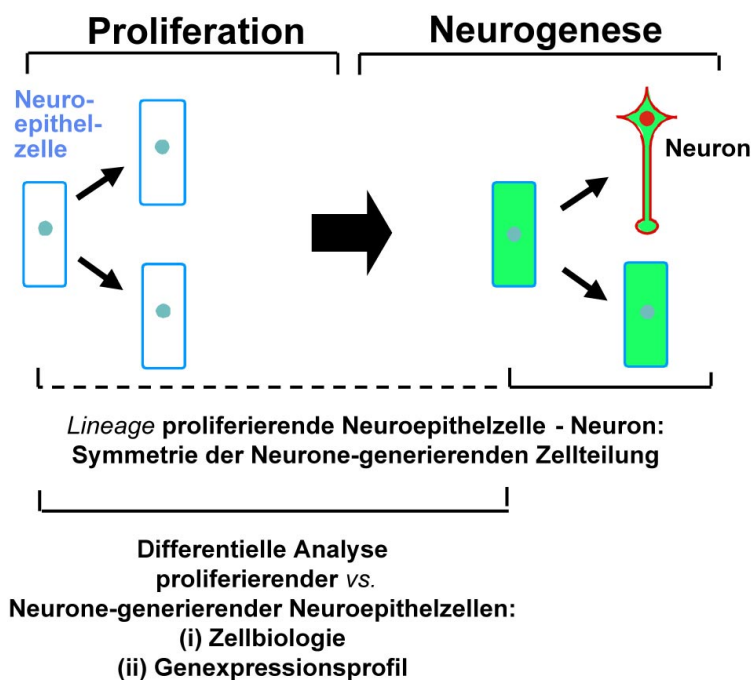 Proliferation
Neurogenese
Neuro-
epithel-
zelle
Neuron
Lineage proliferierende Neuroepithelzelle - Neuron:
Symmetrie der Neurone-generierenden Zellteilung
Differentielle Analyse
proliferierender vs.
Neurone-generierender Neuroepithelzellen:
(i) Zellbiologie
(ii) Genexpressionsprofil